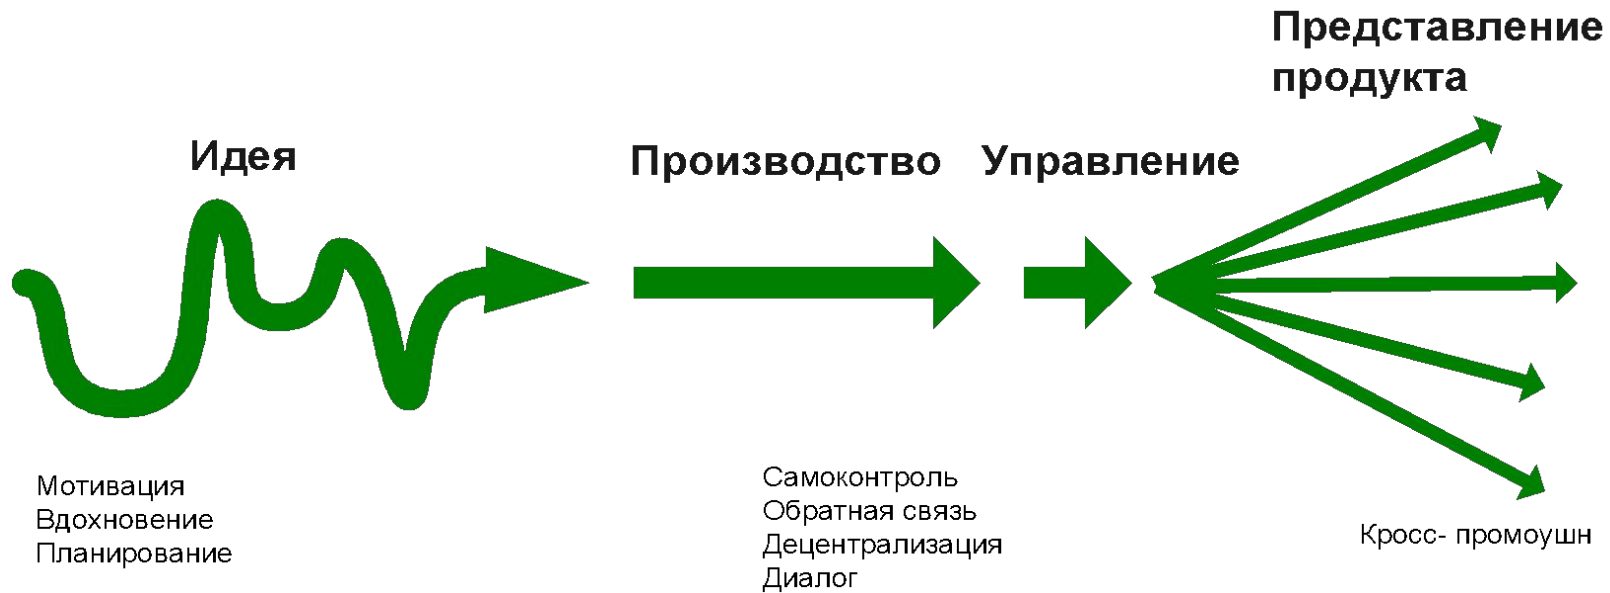 Представление
продукта
Идея
Производство
Управление
Мотивация
Вдохновение
Планирование
Самоконтроль
Обратная связь
Децентрализация
Диалог
Кросс- промоушн